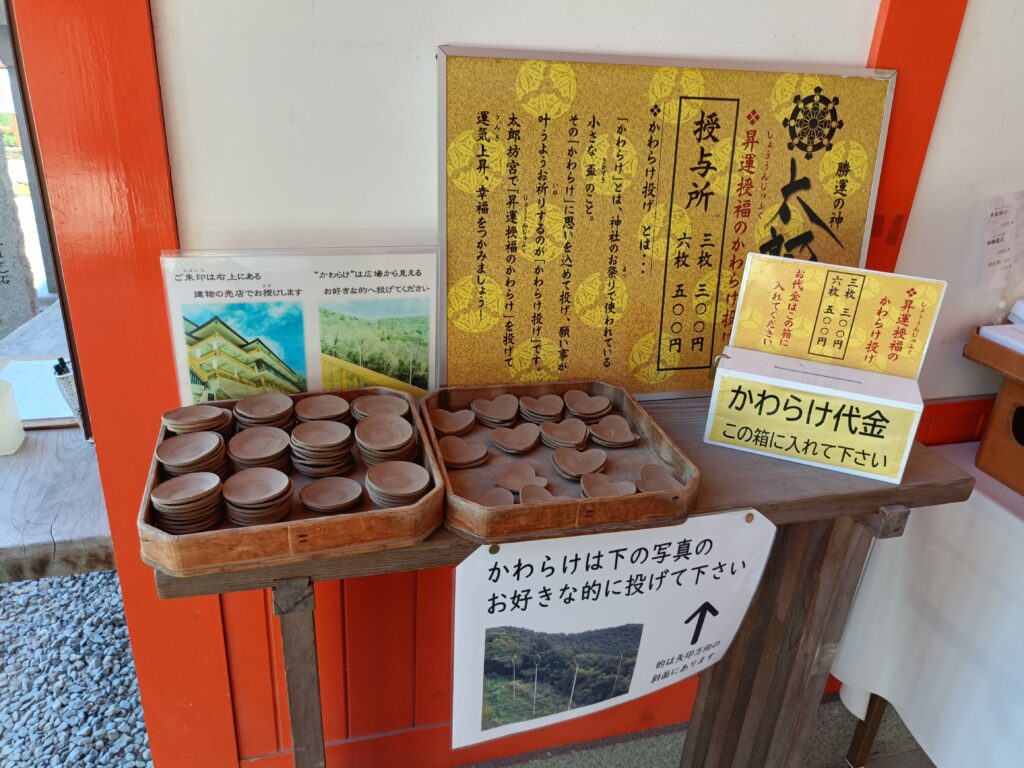 勝運の神
太郎
❖昇運授福のかわらけ投げ
しょううんじゅふく
授与所
三枚 三〇〇円
六枚 五〇〇円
❖かわらけ投げ とは…
「かわらけ」とは、神社のお祭りで使われている
小さな 盃 のこと。
その「かわらけ」に思いを込めて投げ、願い事が
叶うようお祈りするのが「かわらけ投げ」です。
太郎坊宮で「昇運授福のかわらけ」を投げて
運気上昇、幸福をつかみましょう!
ご朱印は右上にある
建物の売店でお授けします
"かわらけ"は広場から見える
お好きな的へ投げてください
昇運授福の
かわらけ投げ
三枚 三〇〇円
六枚 五〇〇円
お代金はこの箱に
入れてください
かわらけ代金
この箱に入れて下さい
かわらけは下の写真の
お好きな的に投げて下さい
的は矢印方向の
斜面にあります